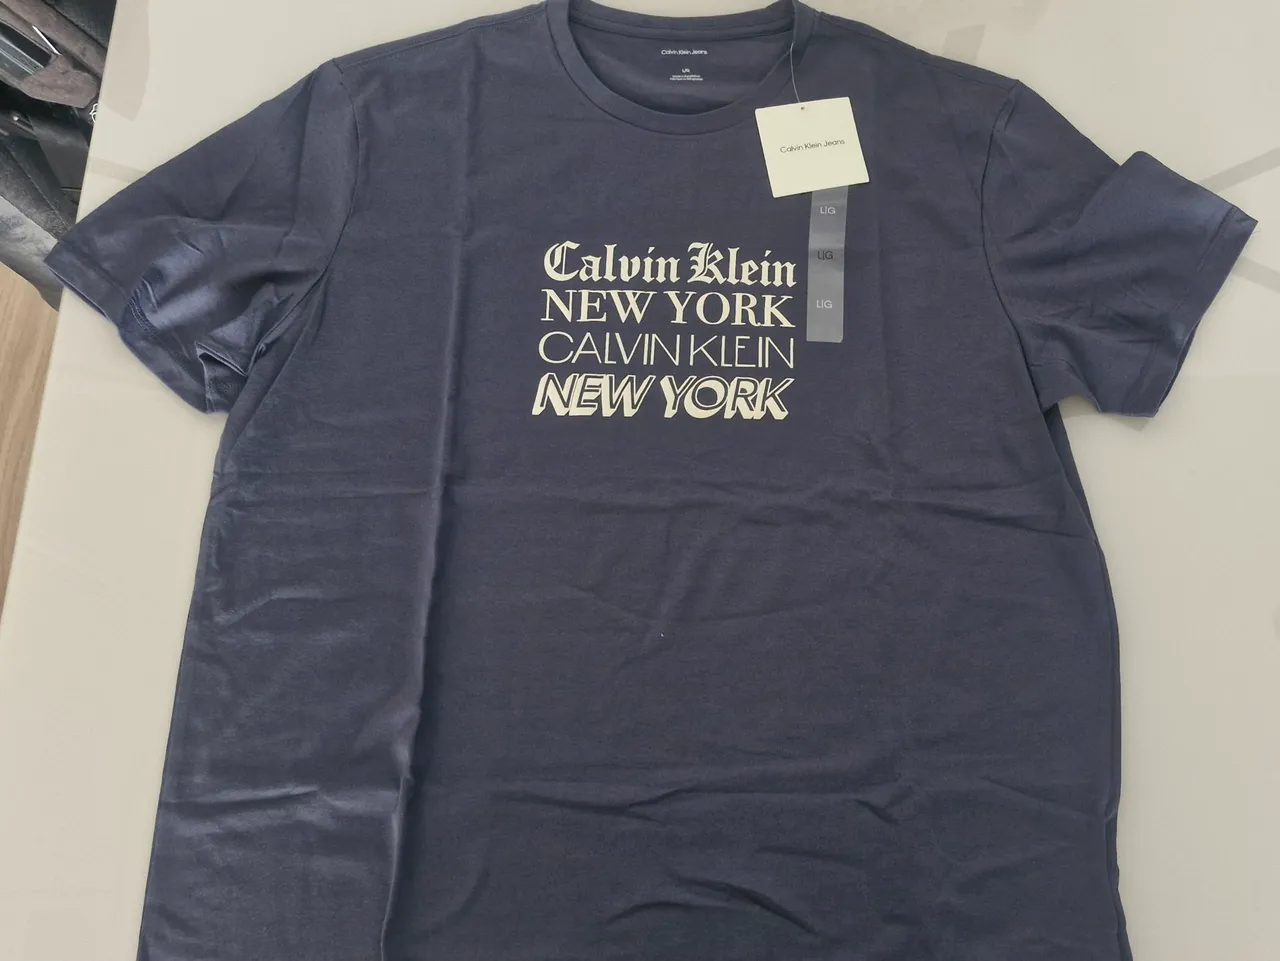 Calvin Klein Jeans
L/G
Calvin Klein Jeans
L|G
L|G
L|G
Calvin Klein
NEW YORK
CALVIN KLEIN
NEW YORK